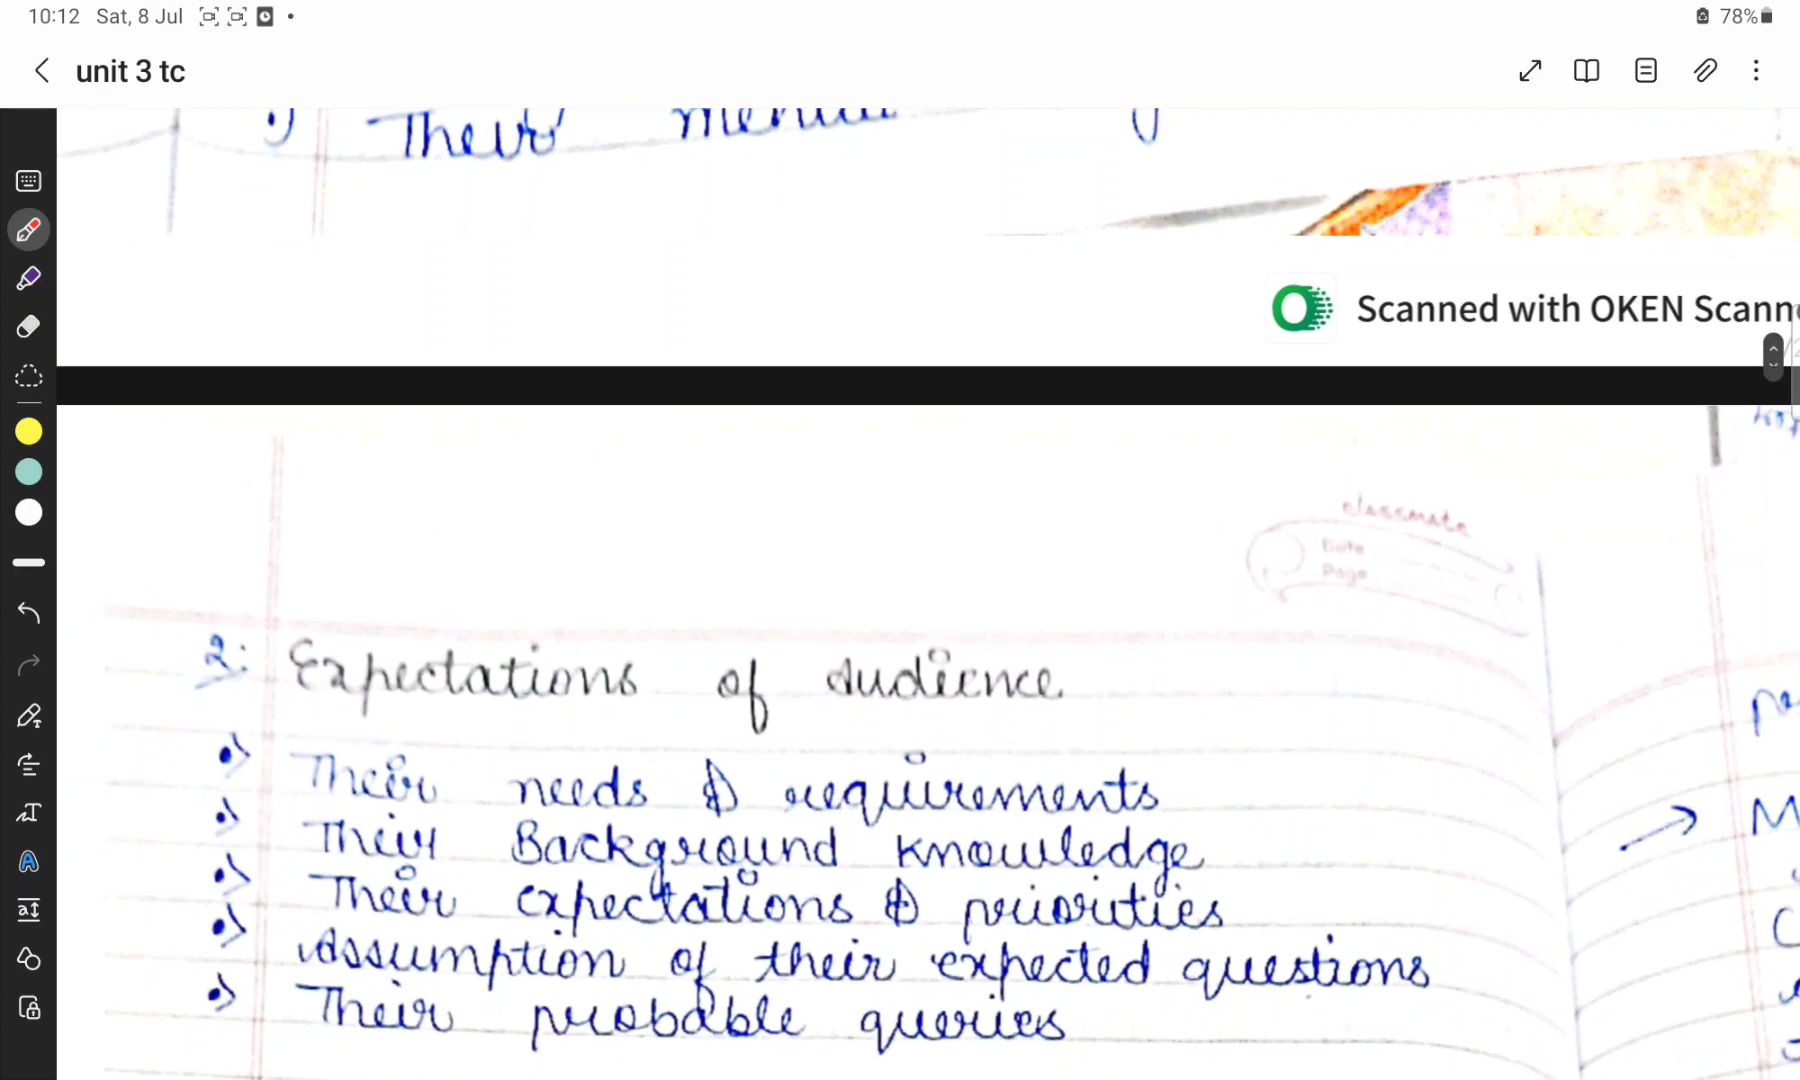 10:12 Sat, 8 Jul
78%
unit 3 tc
Their
Scanned with OKEN Scann
classmate
Date
Page
2: Expectations of Audience
Their needs & requirements
Their Background knowledge
Their expectations & priorities
Assumption of their expected questions
Their probable queries